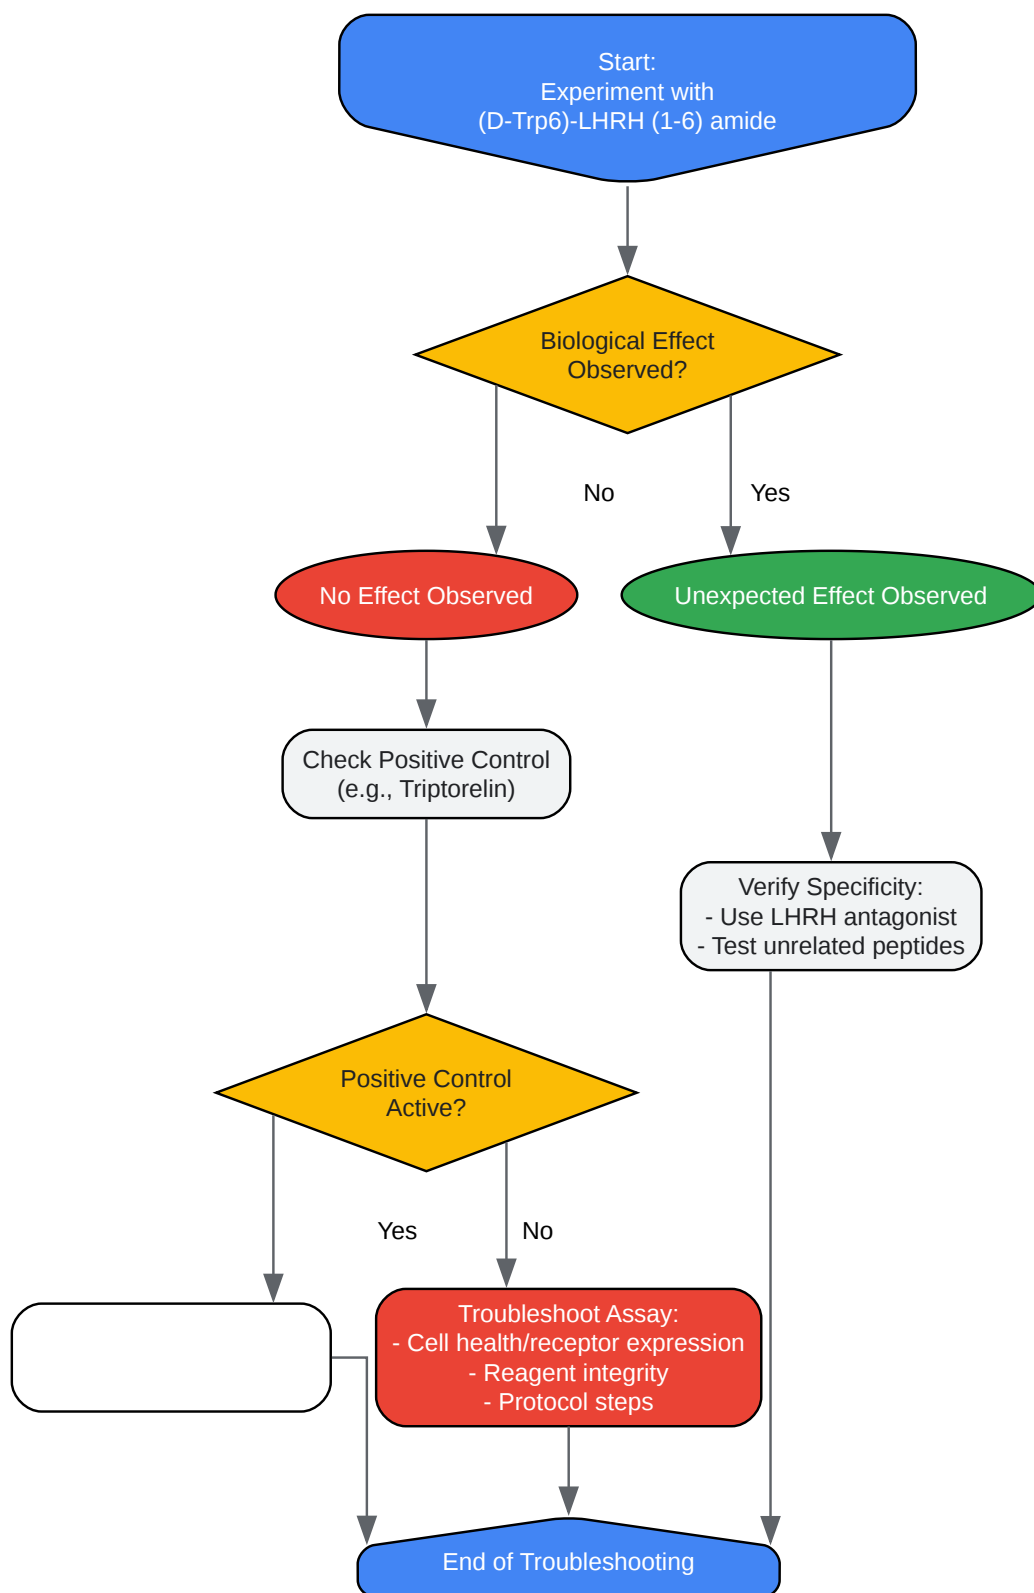 Start:
Experiment with
(D-Trp6)-LHRH (1-6) amide
Biological Effect
Observed?
No
Yes
No Effect Observed
Unexpected Effect Observed
Check Positive Control
(e.g., Triptorelin)
Verify Specificity:
- Use LHRH antagonist
- Test unrelated peptides
Positive Control
Active?
Yes
No
Troubleshoot Assay:
- Cell health/receptor expression
- Reagent integrity
- Protocol steps
End of Troubleshooting